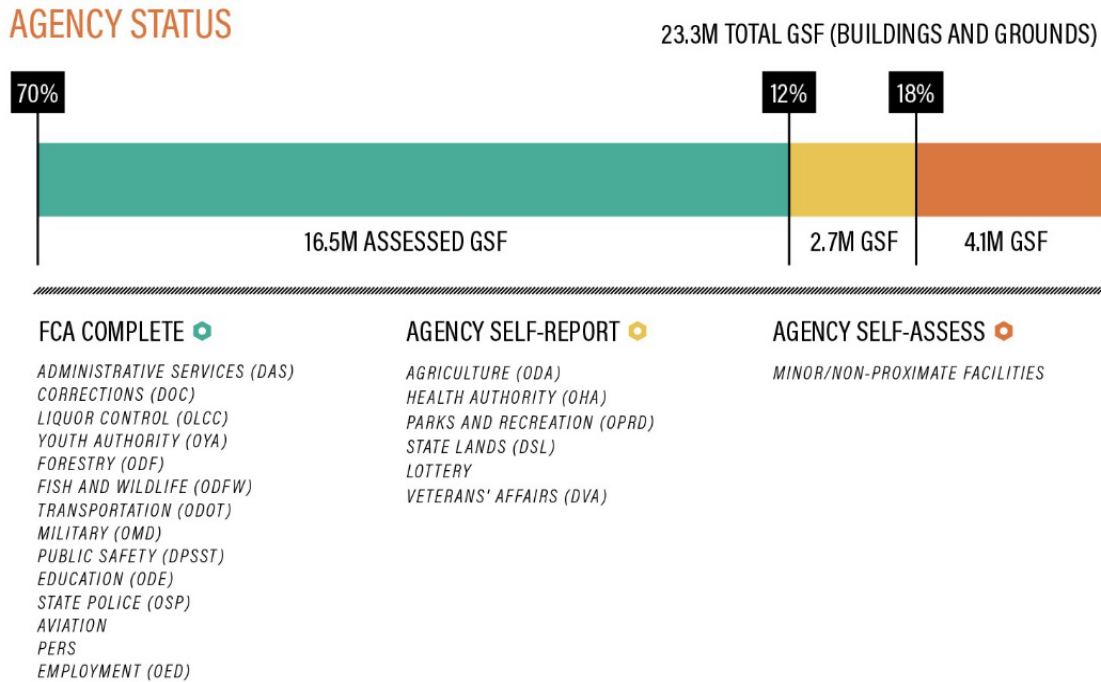 AGENCY STATUS
23.3M TOTAL GSF (BUILDINGS AND GROUNDS)
70%
12%
18%
16.5M ASSESSED GSF
2.7M GSF
4.1M GSF
FCA COMPLETE
ADMINISTRATIVE SERVICES (DAS)
CORRECTIONS (DOC)
LIQUOR CONTROL (OLCC)
YOUTH AUTHORITY (OYA)
FORESTRY (ODF)
FISH AND WILDLIFE (ODFW)
TRANSPORTATION (ODOT)
MILITARY (OMD)
PUBLIC SAFETY (DPSST)
EDUCATION (ODE)
STATE POLICE (OSP)
AVIATION
PERS
EMPLOYMENT (OED)
AGENCY SELF-REPORT
AGRICULTURE (ODA)
HEALTH AUTHORITY (OHA)
PARKS AND RECREATION (OPRD)
STATE LANDS (DSL)
LOTTERY
VETERANS' AFFAIRS (DVA)
AGENCY SELF-ASSESS
MINOR/NON-PROXIMATE FACILITIES